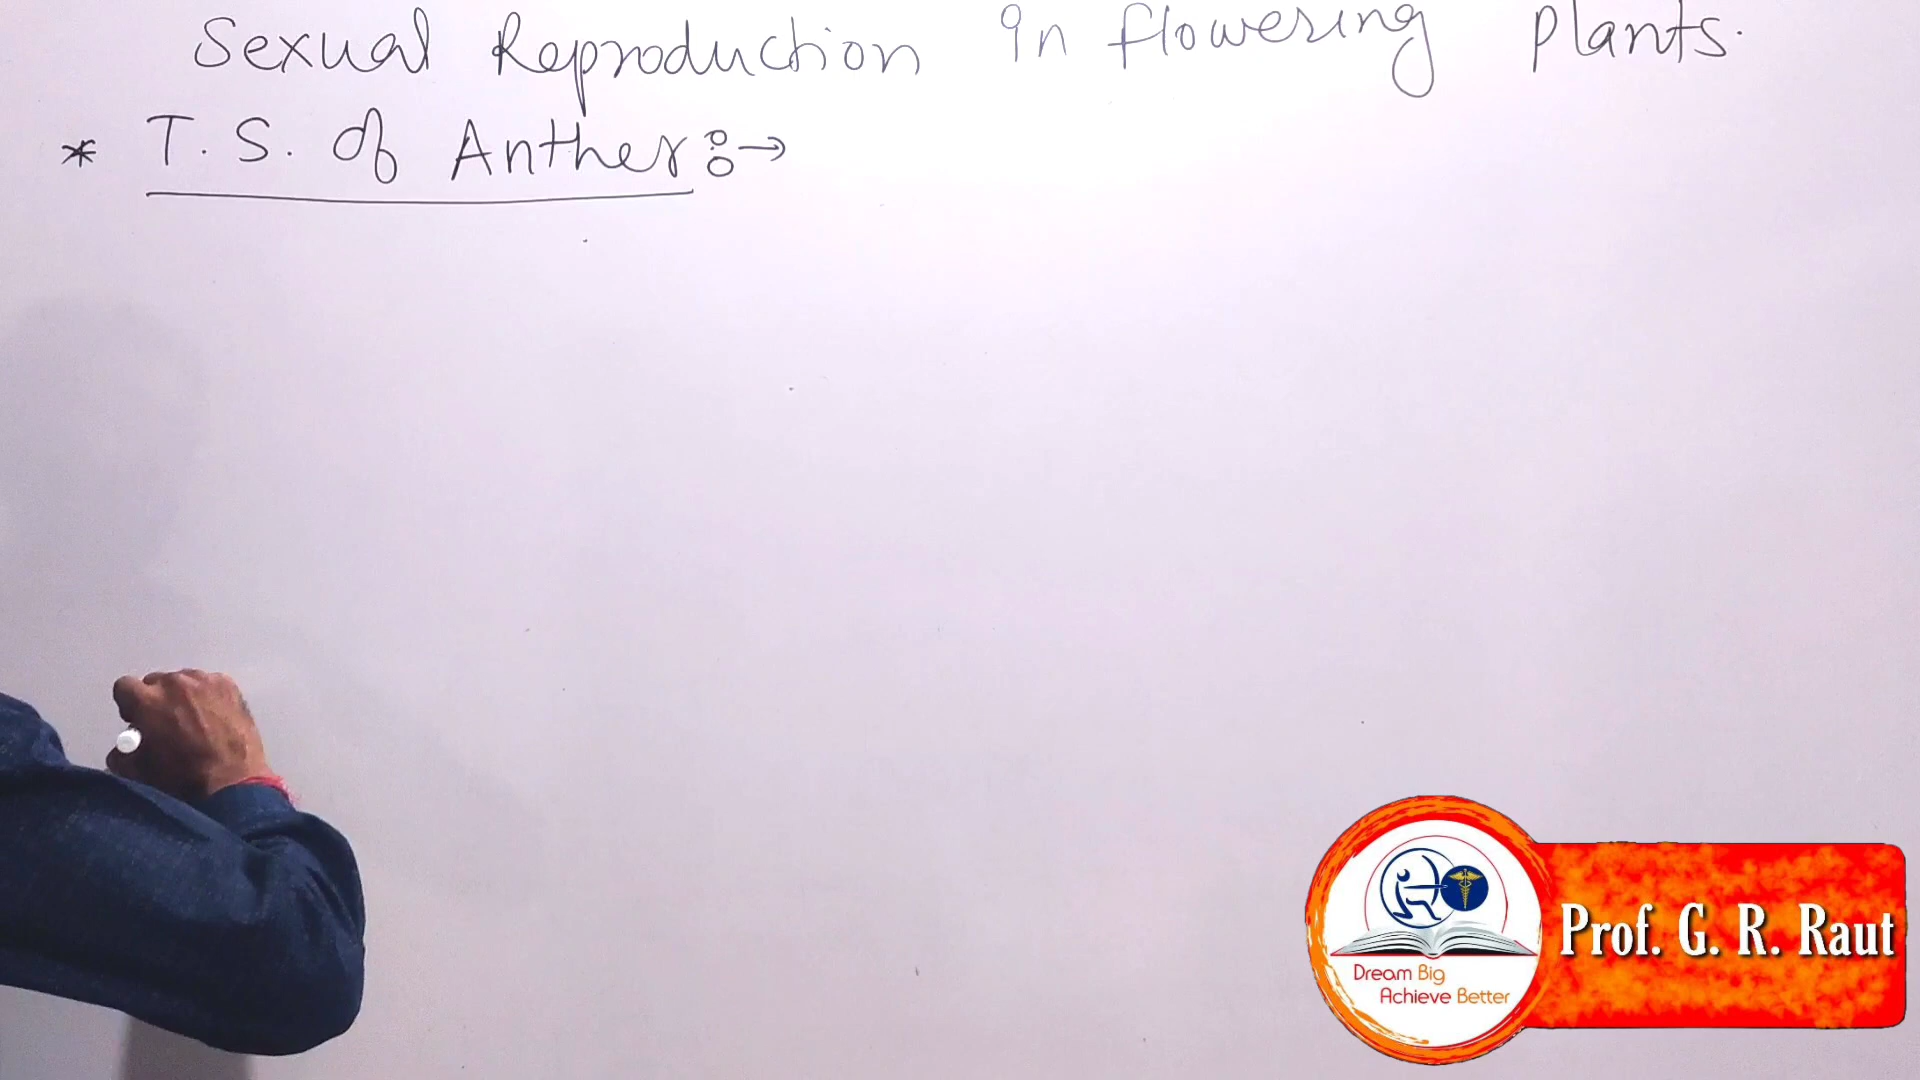 Sexual Reproduction in flowering plants.
* T. S. of Anther :→
Dream Big
Achieve Better
Prof. G. R. Raut